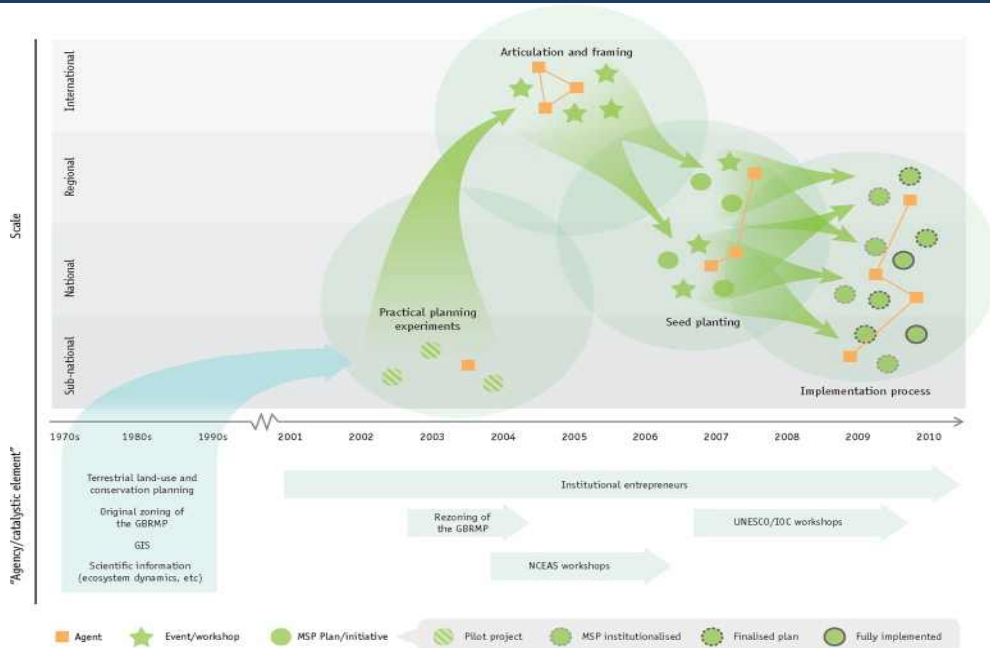 Scale
International
Regional
National
Sub-national
Articulation and framing
Practical planning
experiments
Seed planting
Implementation process
1970s
1980s
1990s
2001
2002
2003
2004
2005
2006
2007
2008
2009
2010
"Agency/catalystic element"
Terrestrial land-use and
conservation planning
Original zoning of
the GBRMP
GIS
Scientific information
(ecosystem dynamics, etc)
Institutional entrepreneurs
Rezoning of
the GBRMP
UNESCO/IOC workshops
NCEAS workshops
Agent
Event/workshop
MSP Plan/initiative
Pilot project
MSP institutionalised
Finalised plan
Fully implemented